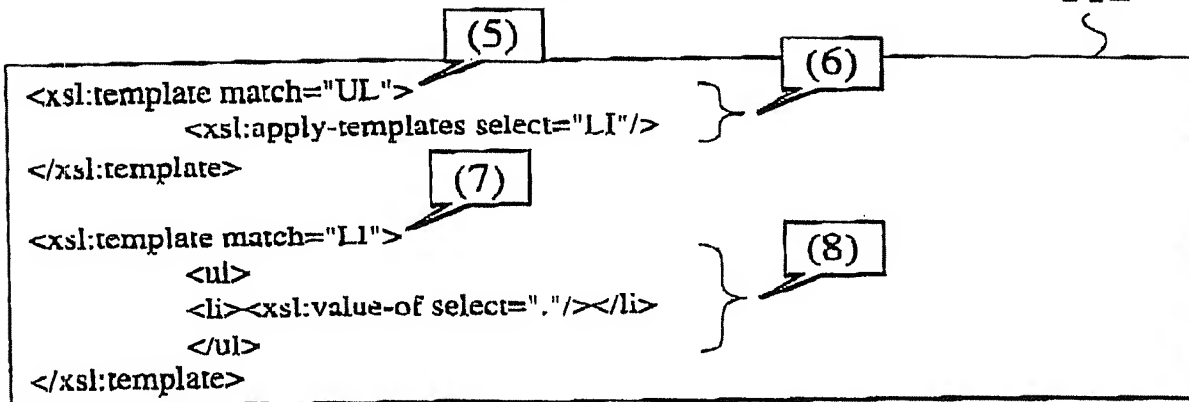 (5)
<xsl:template match="UL">
(6)
<xsl:apply-templates select="LI"/>
</xsl:template>
(7)
<xsl:template match="LI">
(8)
<ul>
<li><xsl:value-of select="."/></li>
</ul>
</xsl:template>